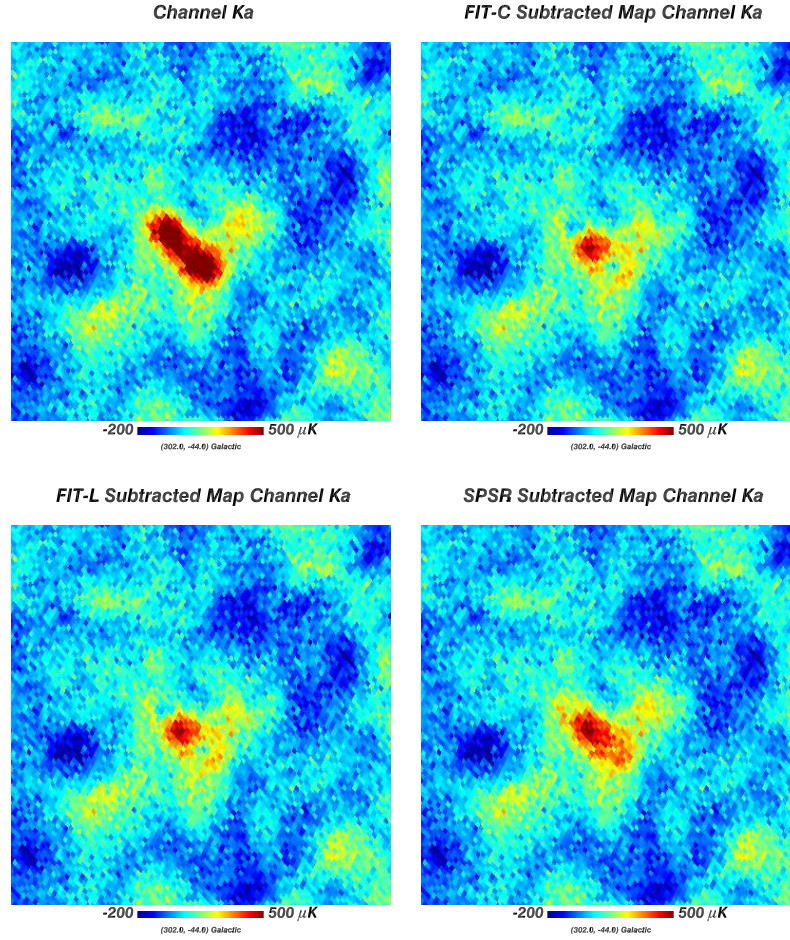 Channel Ka
FIT-C Subtracted Map Channel Ka
-200 500 μK
(302.0, -44.0) Galactic
-200 500 μK
(302.0, -44.0) Galactic
FIT-L Subtracted Map Channel Ka
SPSR Subtracted Map Channel Ka
-200 500 μK
(302.0, -44.0) Galactic
-200 500 μK
(302.0, -44.0) Galactic